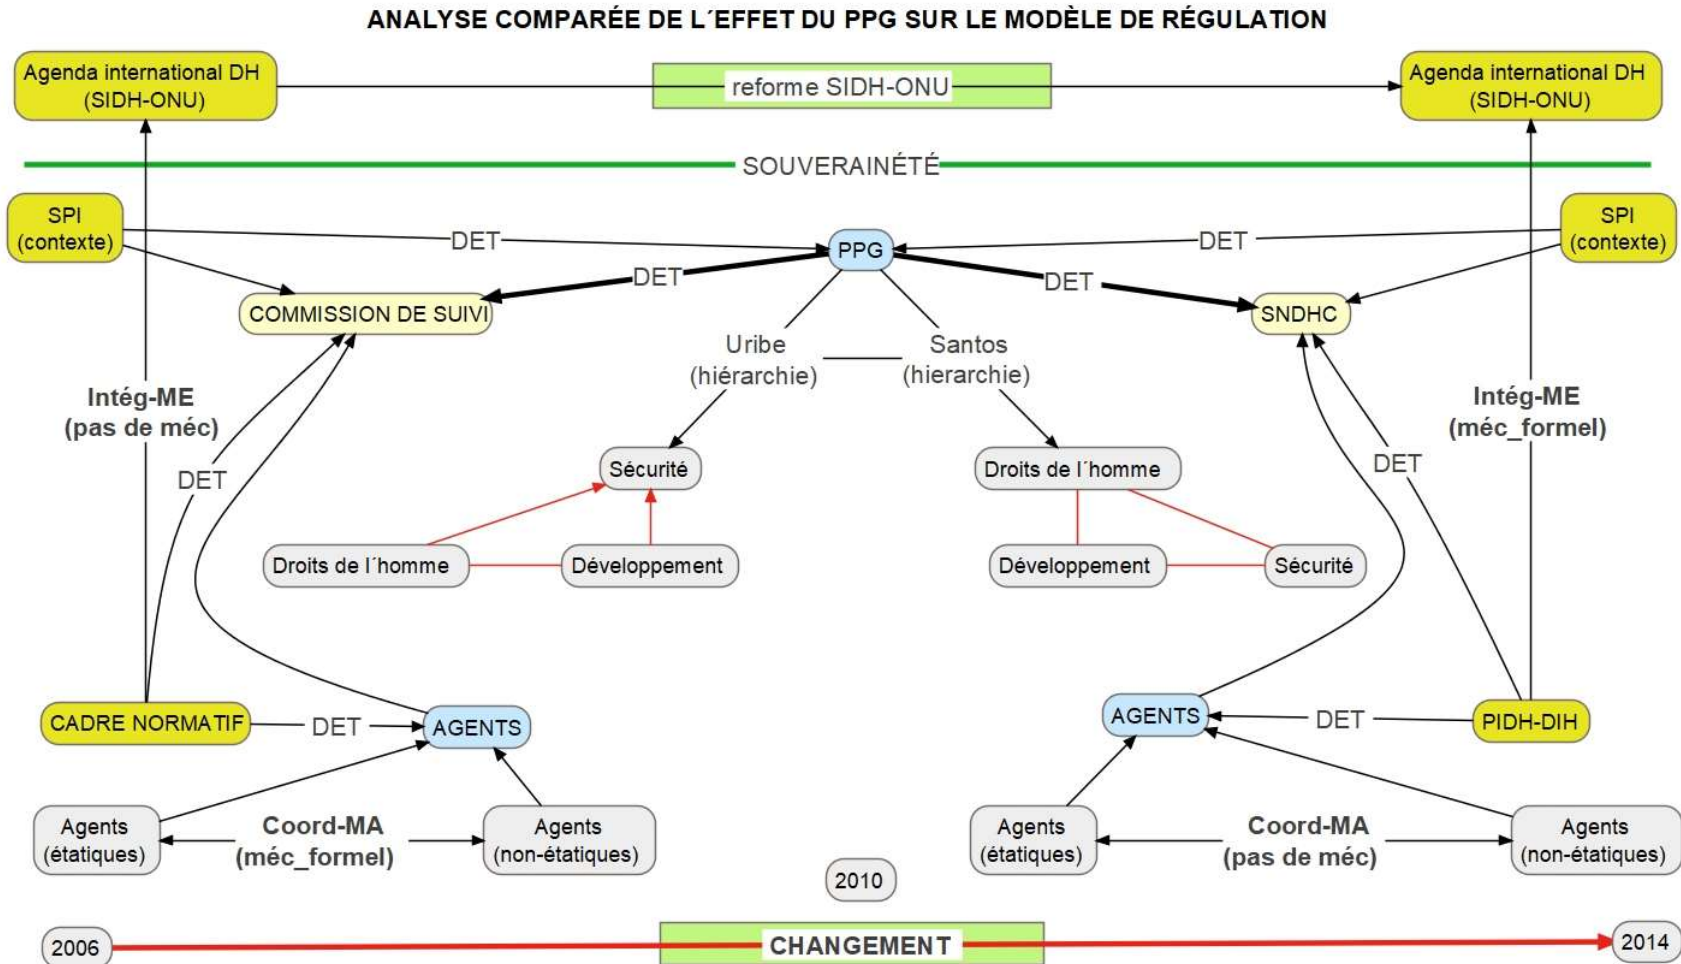 ANALYSE COMPARÉE DE L´EFFET DU PPG SUR LE MODÈLE DE RÉGULATION
Agenda international DH
(SIDH-ONU)
reforme SIDH-ONU
Agenda international DH
(SIDH-ONU)
SOUVERAINÉTÉ
SPI
(contexte)
DET
PPG
DET
SPI
(contexte)
DET
DET
COMMISSION DE SUIVI
SNDHC
Uribe
(hiérarchie)
Santos
(hierarchie)
Intég-ME
(pas de méc)
Intég-ME
(méc_formel)
DET
Sécurité
Droits de l´homme
DET
Droits de l´homme
Développement
Développement
Sécurité
CADRE NORMATIF
DET
AGENTS
AGENTS
DET
PIDH-DIH
Agents
(étatiques)
Coord-MA
(méc_formel)
Agents
(non-étatiques)
Agents
(étatiques)
Coord-MA
(pas de méc)
Agents
(non-étatiques)
2010
2006
CHANGEMENT
2014